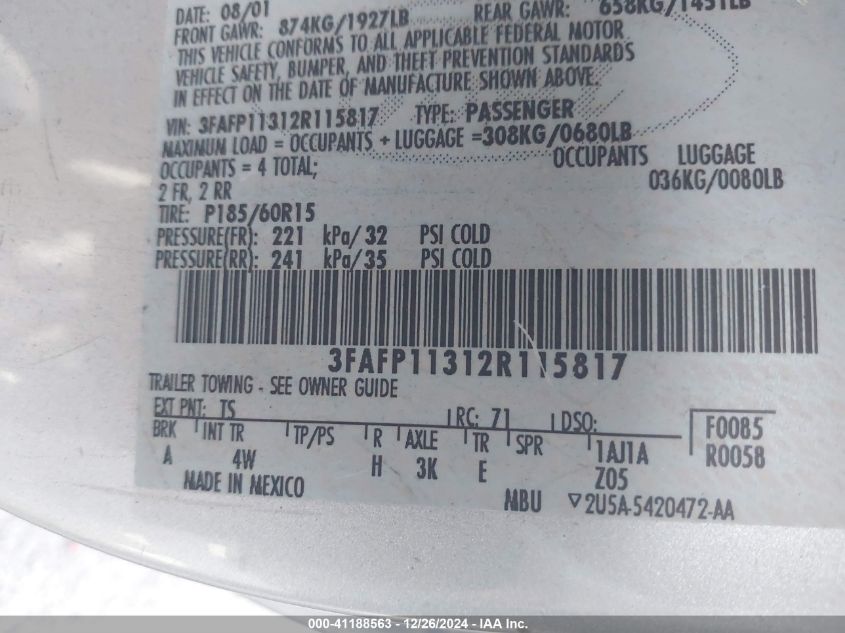 DATE: 08/01
FRONT GAWR: 874KG/1927LB REAR GAWR: 658KG/1451LB
THIS VEHICLE CONFORMS TO ALL APPLICABLE FEDERAL MOTOR
VEHICLE SAFETY, BUMPER, AND THEFT PREVENTION STANDARDS
IN EFFECT ON THE DATE OF MANUFACTURE SHOWN ABOVE.
VIN: 3FAFP11312R115817 TYPE: PASSENGER
MAXIMUM LOAD = OCCUPANTS + LUGGAGE =308KG/0680LB
OCCUPANTS = 4 TOTAL; OCCUPANTS LUGGAGE
2 FR, 2 RR 036KG/0080LB
TIRE: P185/60R15
PRESSURE(FR): 221 kPa/32 PSI COLD
PRESSURE(RR): 241 kPa/35 PSI COLD
3FAFP11312R115817
TRAILER TOWING - SEE OWNER GUIDE
EXT PNT: TS RC: 71 DSO: F0085
BRK INT TR TP/PS R AXLE TR SPR 1AJ1A R0058
A 4W H 3K E Z05
MADE IN MEXICO
MBU ▽2U5A-5420472-AA
000-41188563 - 12/26/2024 - IAA Inc.